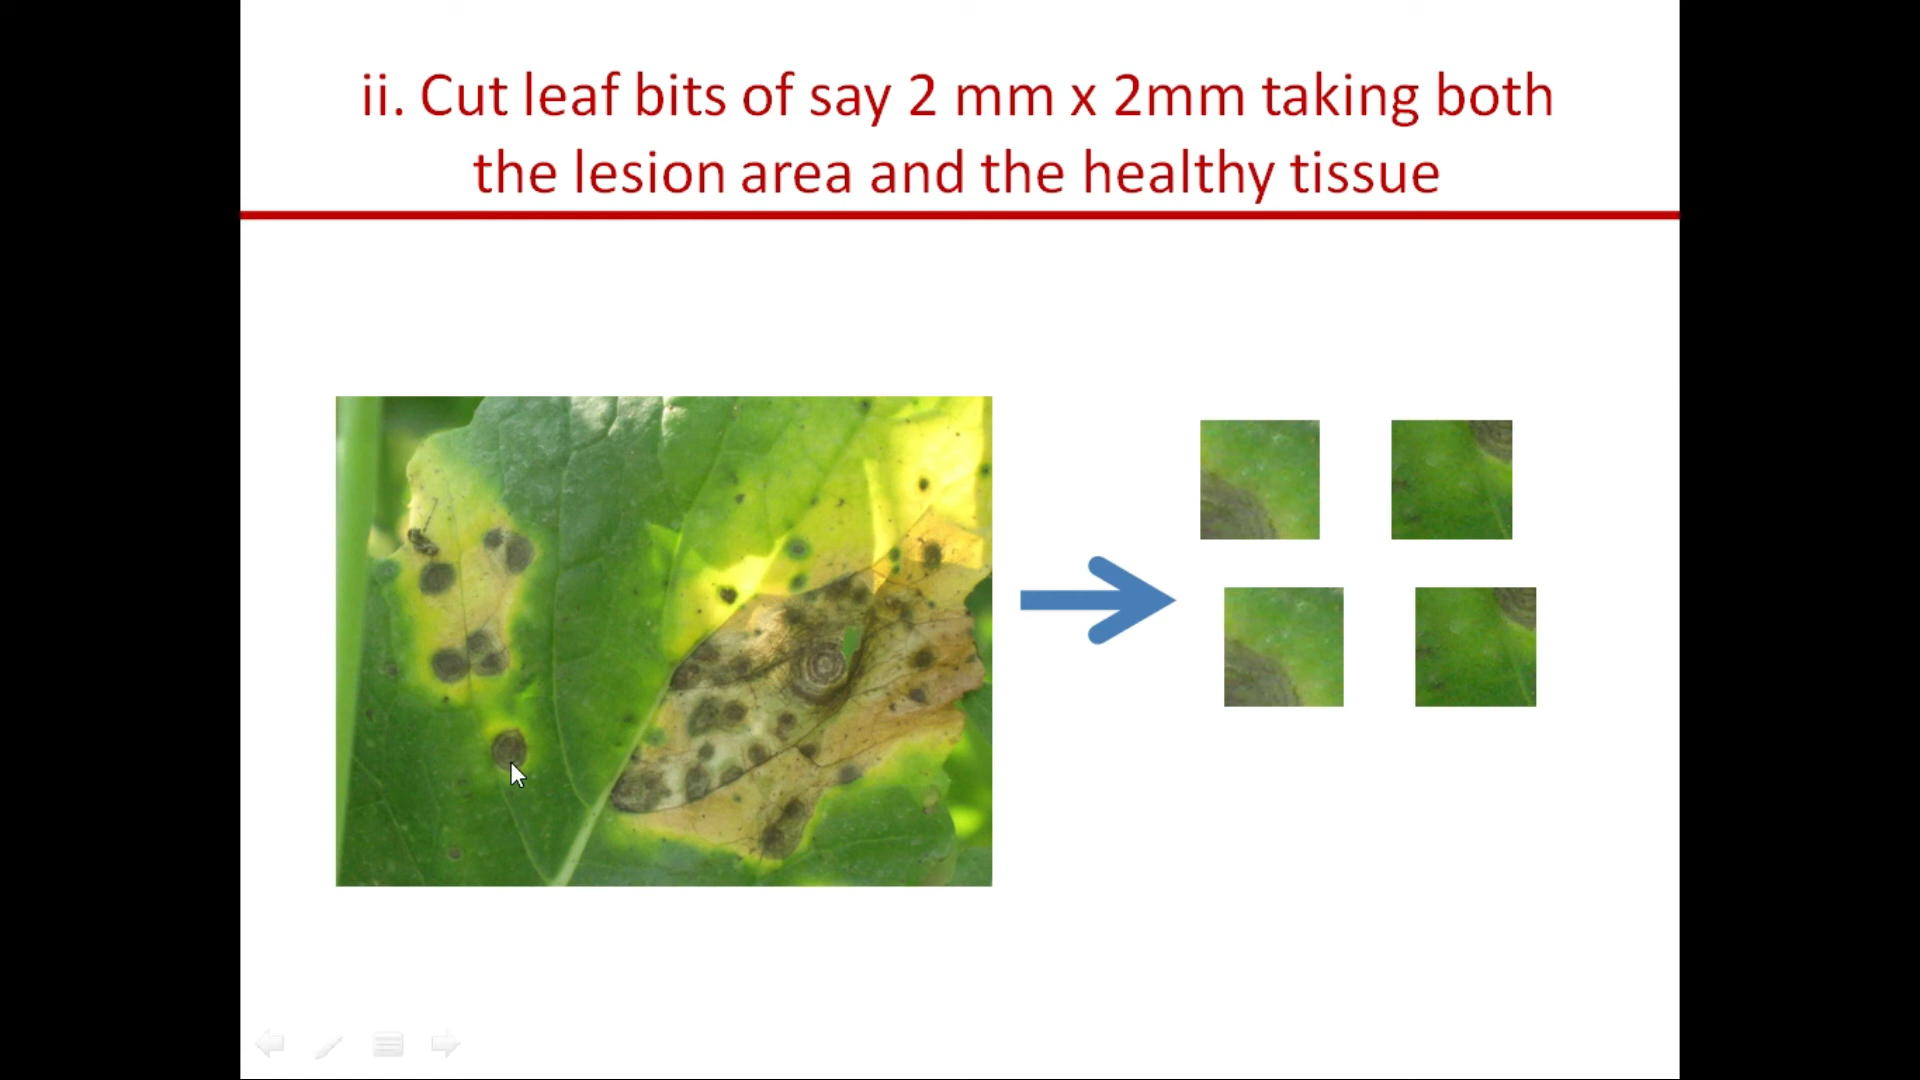 ii. Cut leaf bits of say 2 mm x 2mm taking both
the lesion area and the healthy tissue